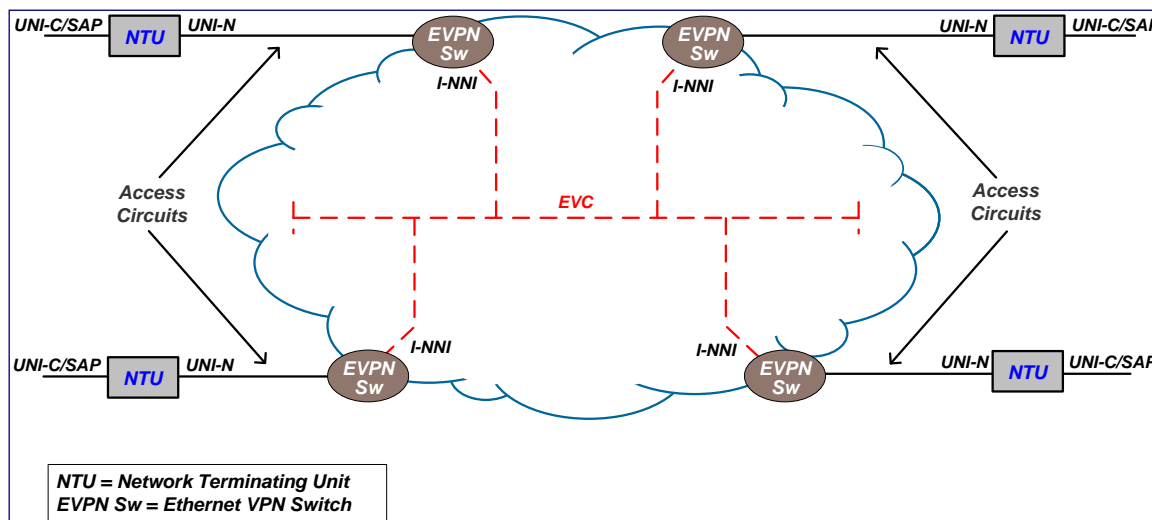 UNI-C/SAP
NTU
UNI-N
EVPN
Sw
EVPN
Sw
UNI-N
NTU
UNI-C/SAP
I-NNI
I-NNI
Access
Circuits
EVC
Access
Circuits
UNI-C/SAP
NTU
UNI-N
EVPN
Sw
I-NNI
I-NNI
EVPN
Sw
UNI-N
NTU
UNI-C/SAP
NTU = Network Terminating Unit
EVPN Sw = Ethernet VPN Switch